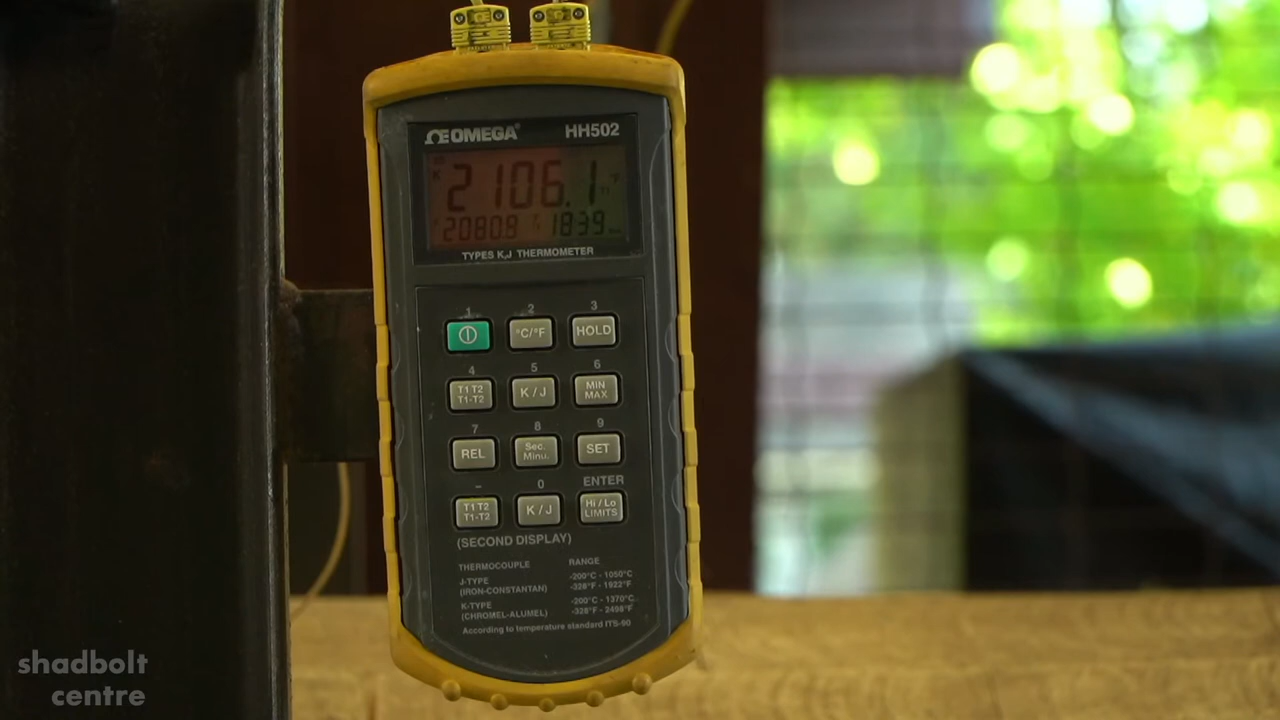 OMEGA® HH502
K 2106.1 T1 °F
2080.8 1839
TYPES K,J THERMOMETER
1 2 3
°C/°F HOLD
4 5 6
T1 T2
T1-T2 K / J MIN
MAX
7 8 9
REL Sec.
Minu. SET
– 0 ENTER
T1 T2
T1-T2 K / J Hi / Lo
LIMITS
(SECOND DISPLAY)
THERMOCOUPLE RANGE
J-TYPE -200°C - 1050°C
(IRON-CONSTANTAN) -328°F - 1922°F
K-TYPE -200°C - 1370°C
(CHROMEL-ALUMEL) -328°F - 2498°F
According to temperature standard ITS-90
shadbolt
centre